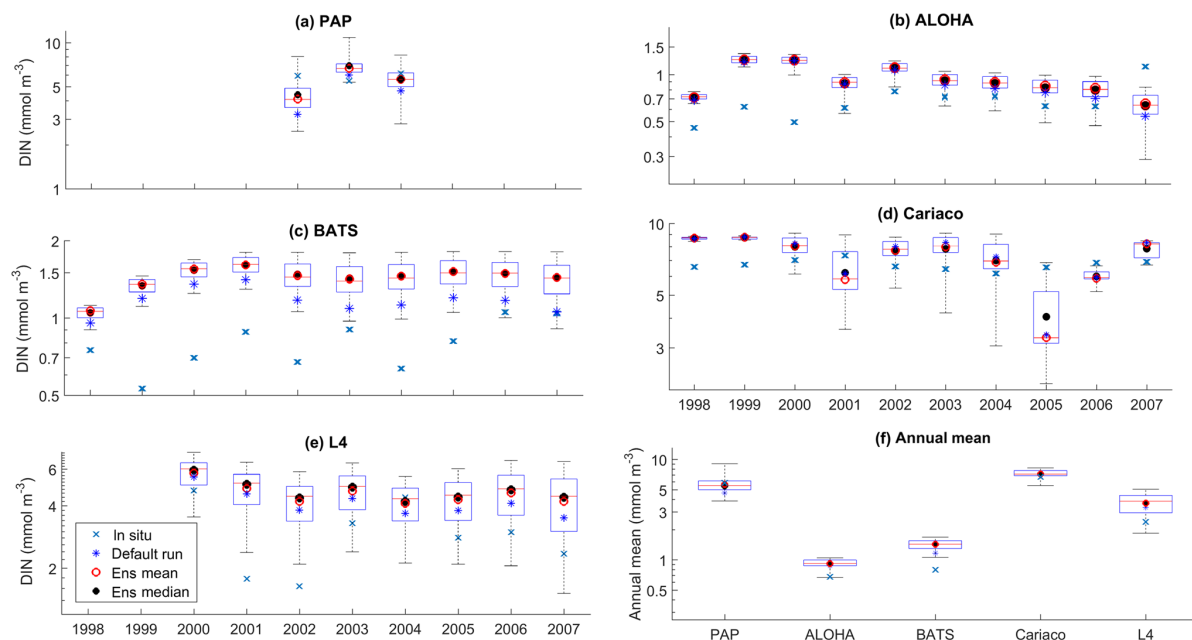 (a) PAP
DIN (mmol m-3)
10
5
3
1
(b) ALOHA
1.5
1
0.7
0.5
0.3
(c) BATS
DIN (mmol m-3)
2
1.5
1
0.7
0.5
(d) Cariaco
10
5
3
1998 1999 2000 2001 2002 2003 2004 2005 2006 2007
(e) L4
DIN (mmol m-3)
6
4
2
In situ
Default run
Ens mean
Ens median
1998 1999 2000 2001 2002 2003 2004 2005 2006 2007
(f) Annual mean
Annual mean (mmol m-3)
10
5
3
1
0.5
PAP ALOHA BATS Cariaco L4